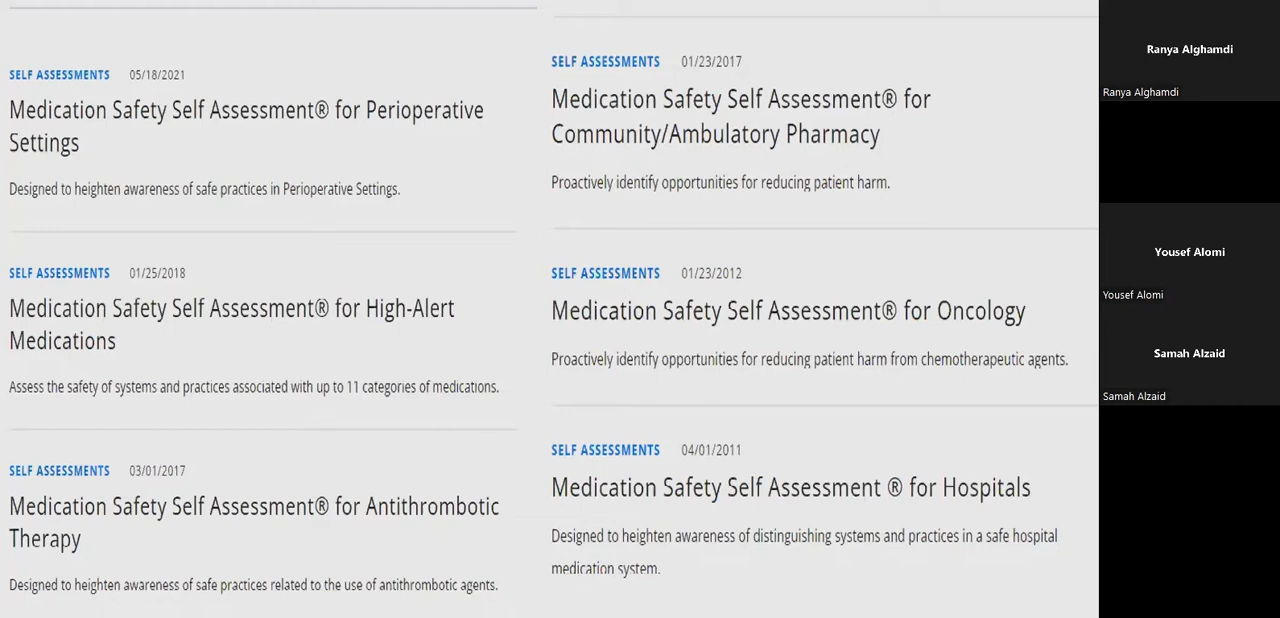 SELF ASSESSMENTS 05/18/2021
Medication Safety Self Assessment® for Perioperative
Settings
Designed to heighten awareness of safe practices in Perioperative Settings.
SELF ASSESSMENTS 01/25/2018
Medication Safety Self Assessment® for High-Alert
Medications
Assess the safety of systems and practices associated with up to 11 categories of medications.
SELF ASSESSMENTS 03/01/2017
Medication Safety Self Assessment® for Antithrombotic
Therapy
Designed to heighten awareness of safe practices related to the use of antithrombotic agents.
SELF ASSESSMENTS 01/23/2017
Medication Safety Self Assessment® for
Community/Ambulatory Pharmacy
Proactively identify opportunities for reducing patient harm.
SELF ASSESSMENTS 01/23/2012
Medication Safety Self Assessment® for Oncology
Proactively identify opportunities for reducing patient harm from chemotherapeutic agents.
SELF ASSESSMENTS 04/01/2011
Medication Safety Self Assessment ® for Hospitals
Designed to heighten awareness of distinguishing systems and practices in a safe hospital
medication system.
Ranya Alghamdi
Ranya Alghamdi
Yousef Alomi
Yousef Alomi
Samah Alzaid
Samah Alzaid